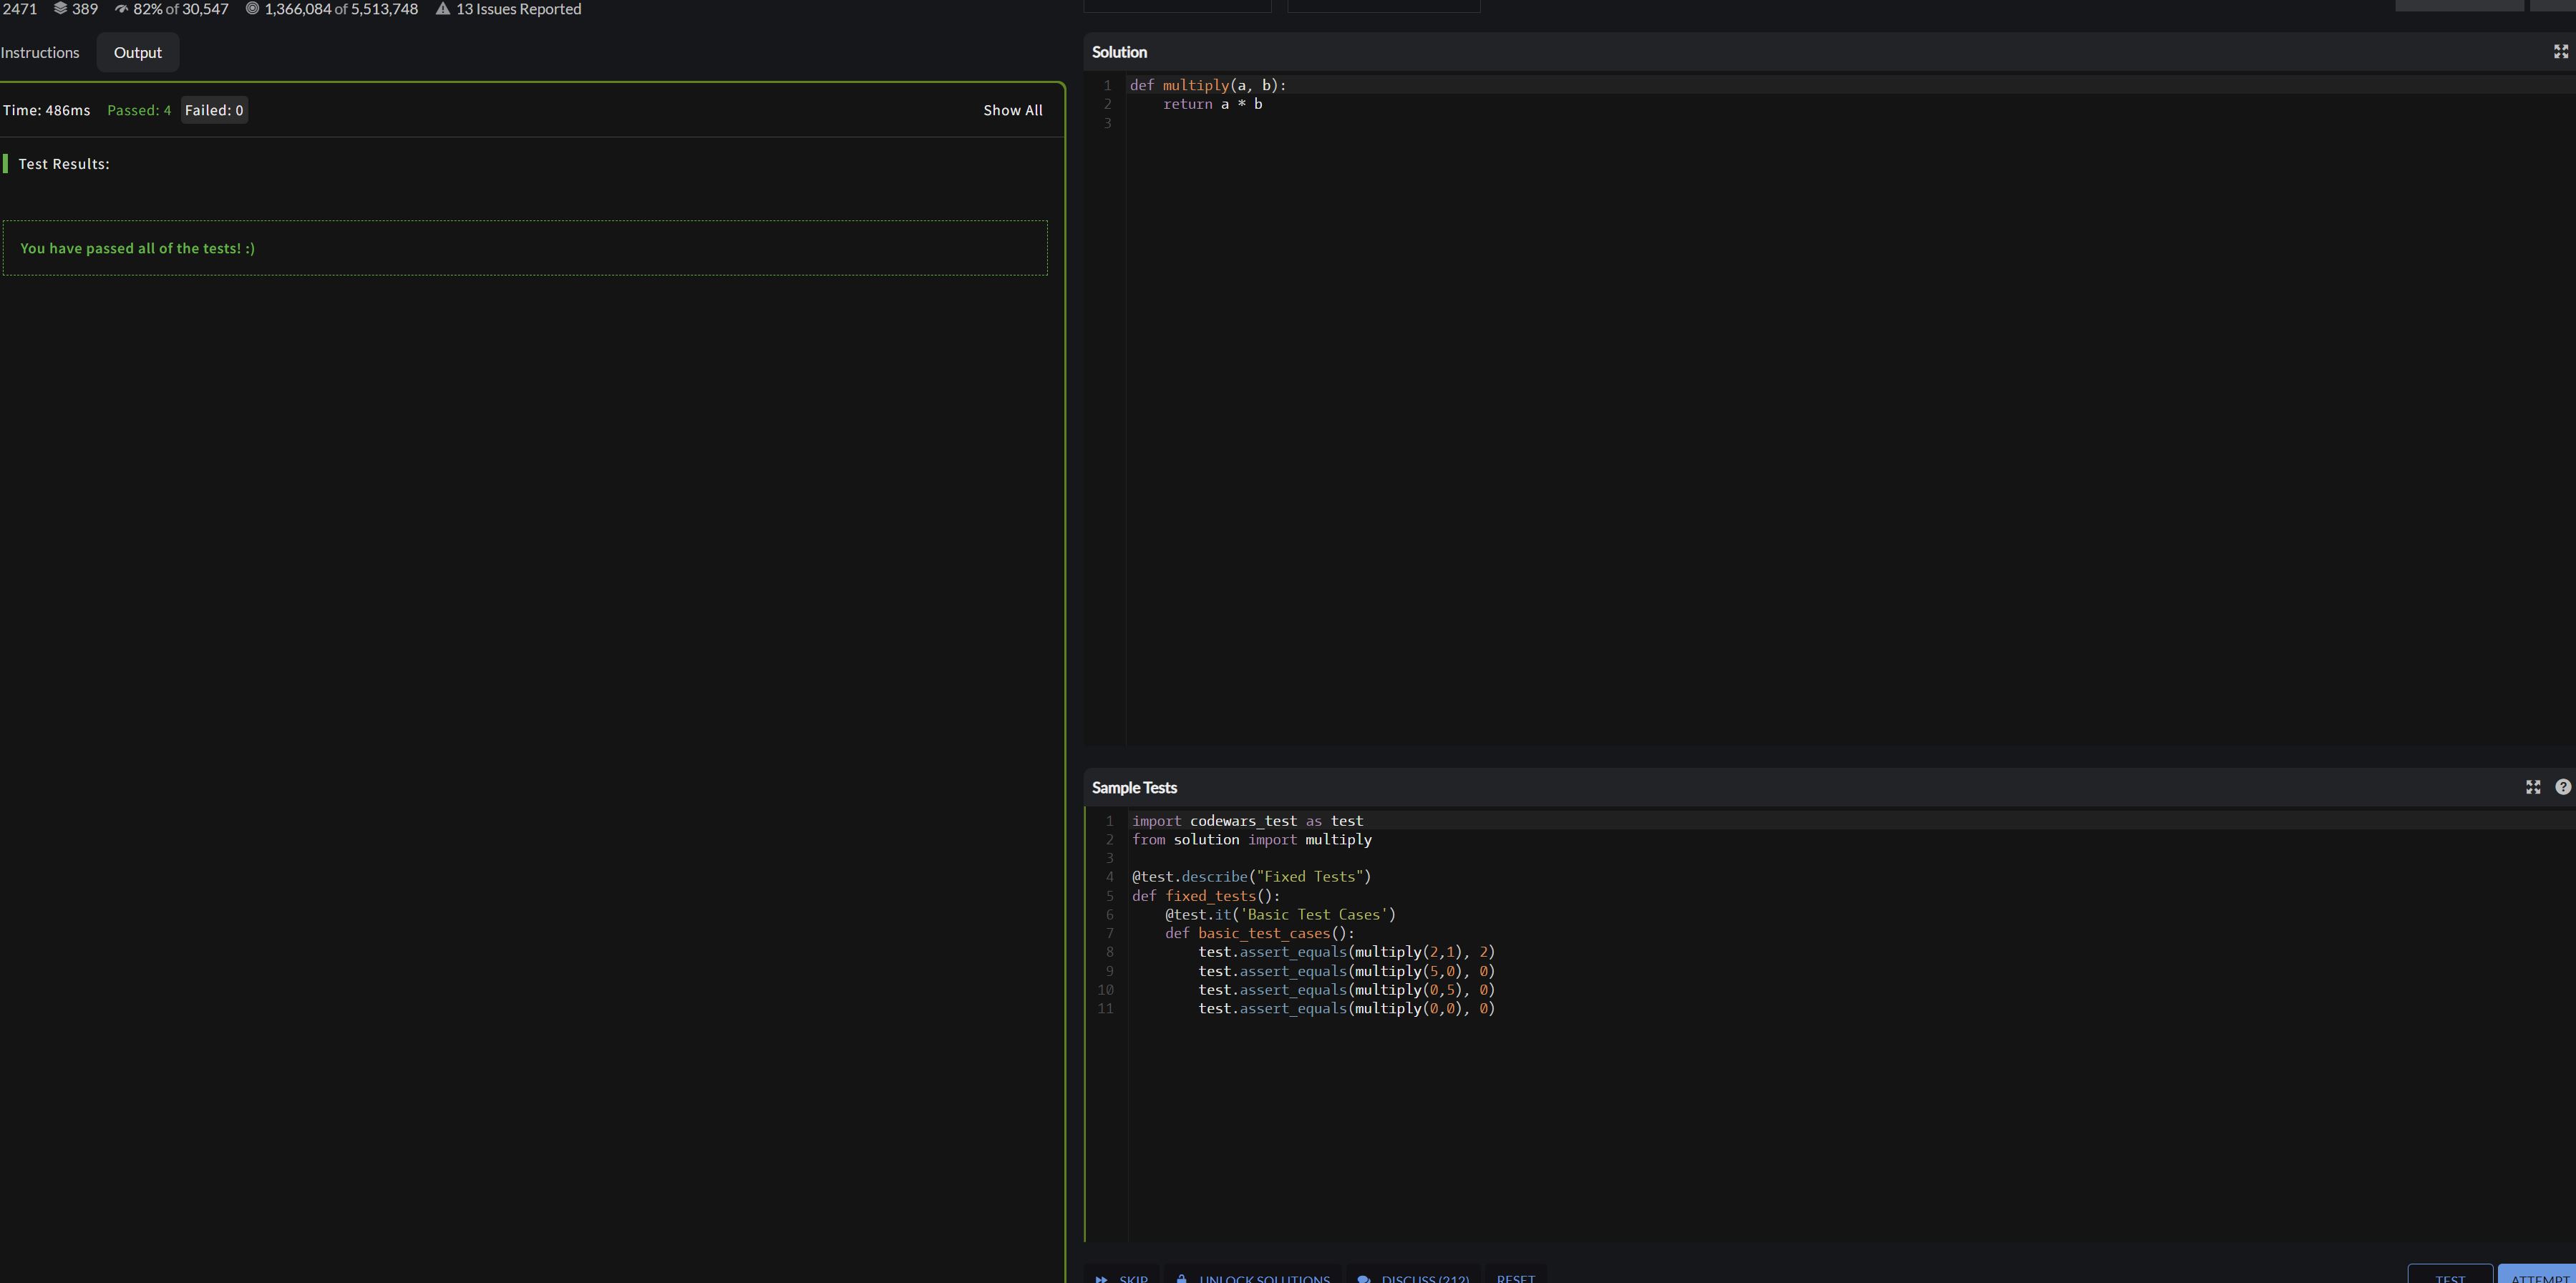 2471 389 82% of 30,547 1,366,084 of 5,513,748 13 Issues Reported
Instructions Output
Time: 486ms Passed: 4 Failed: 0 Show All
Test Results:
You have passed all of the tests! :)
Solution
1 def multiply(a, b):
2     return a * b
3
Sample Tests
1 import codewars_test as test
2 from solution import multiply
3
4 @test.describe("Fixed Tests")
5 def fixed_tests():
6     @test.it('Basic Test Cases')
7     def basic_test_cases():
8         test.assert_equals(multiply(2,1), 2)
9         test.assert_equals(multiply(5,0), 0)
10         test.assert_equals(multiply(0,5), 0)
11         test.assert_equals(multiply(0,0), 0)
SKIP UNLOCK SOLUTIONS DISCUSS (212) RESET TEST ATTEMPT